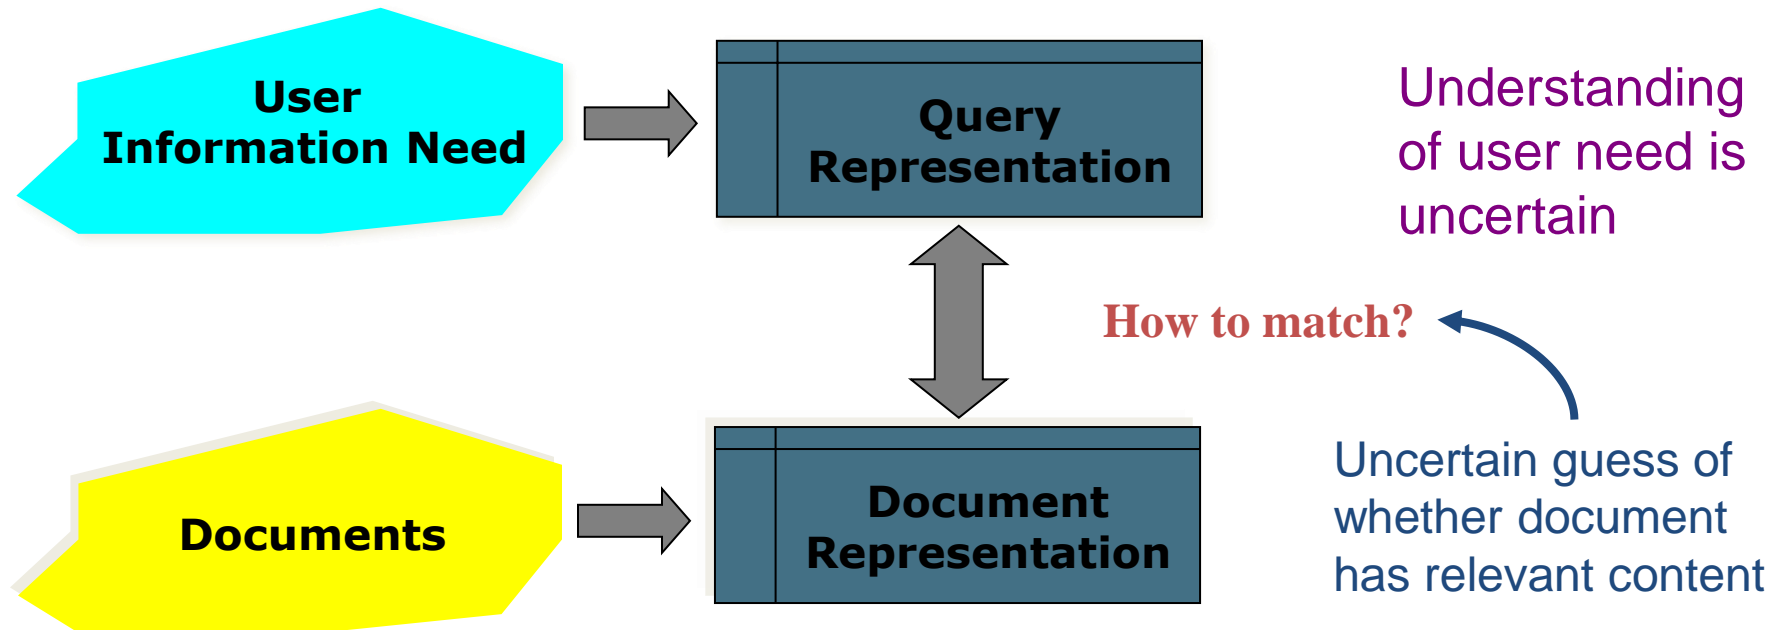 User
Information Need
Query
Representation
Understanding
of user need is
uncertain
How to match?
Documents
Document
Representation
Uncertain guess of
whether document
has relevant content